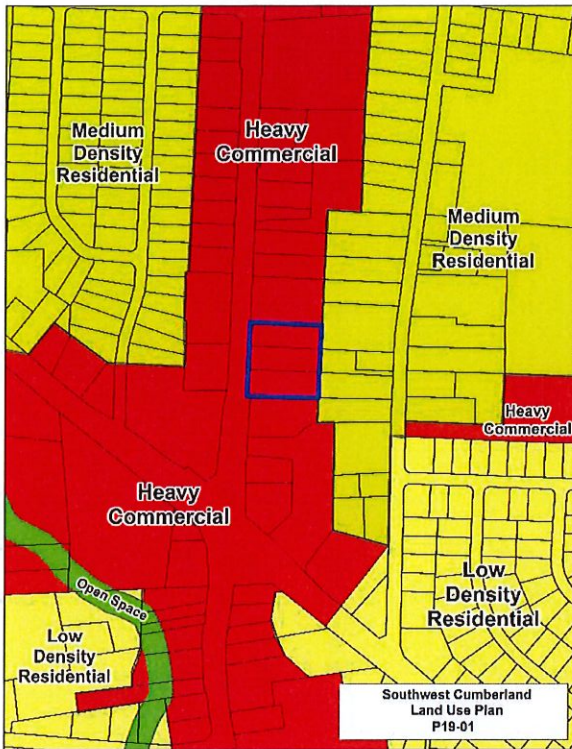 Medium
Density
Residential
Heavy
Commercial
Medium
Density
Residential
Heavy
Commercial
Heavy
Commercial
Open Space
Low
Density
Residential
Low
Density
Residential
Southwest Cumberland
Land Use Plan
P19-01